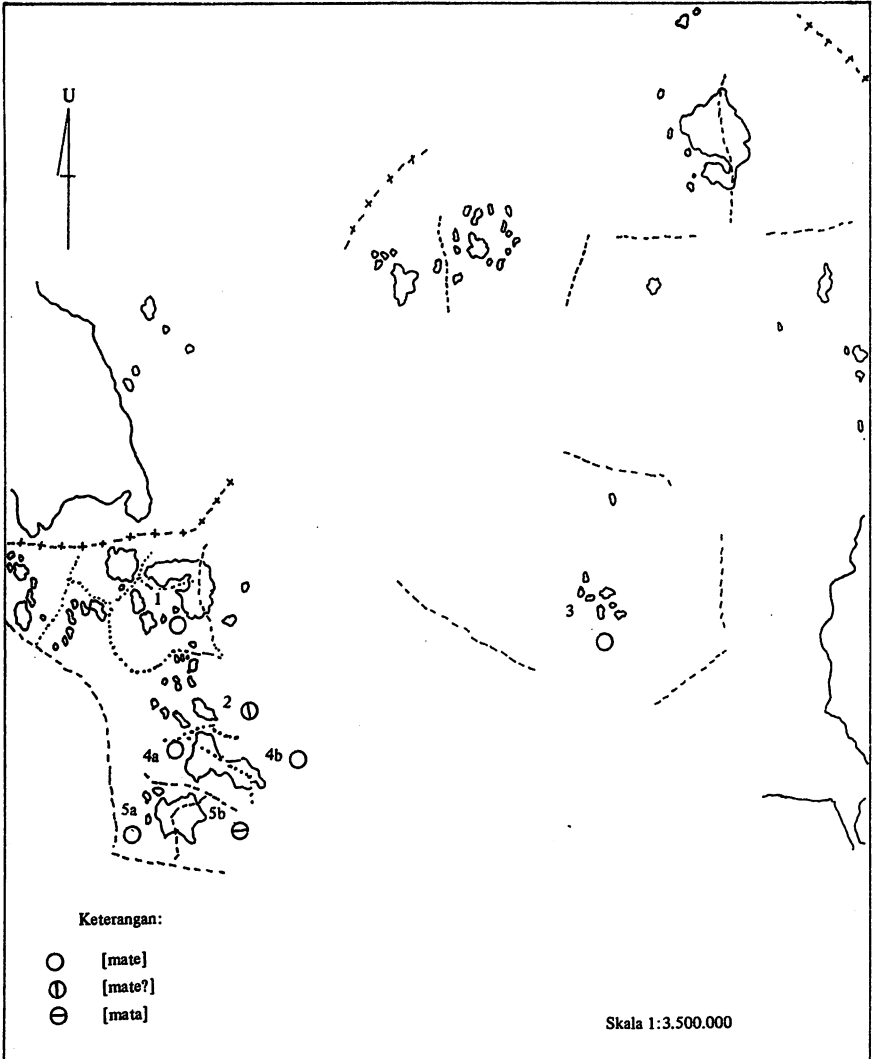 U
1
3
2
4a
4b
5a
5b
Keterangan:
[mate]
[mate?]
[mata]
Skala 1:3.500.000